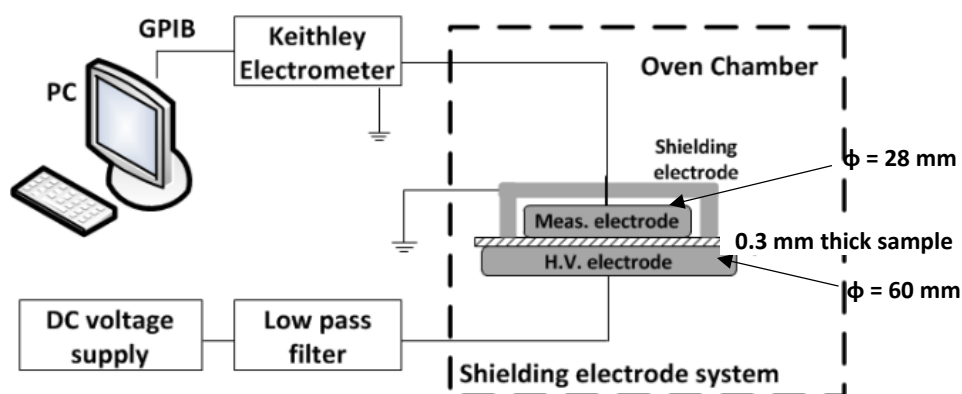 GPIB
Keithley
Electrometer
PC
Oven Chamber
Shielding
electrode
ϕ = 28 mm
Meas. electrode
0.3 mm thick sample
H.V. electrode
ϕ = 60 mm
DC voltage
supply
Low pass
filter
Shielding electrode system